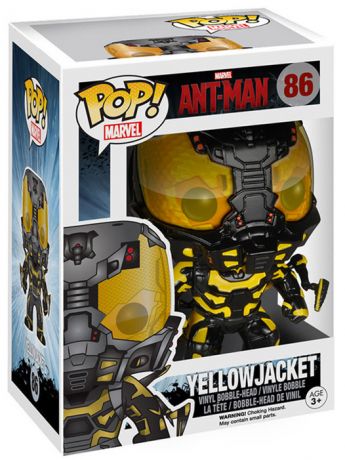 POP!
MARVEL
MARVEL
ANT-MAN
86
POP!
MARVEL
YELLOWJACKET
VINYL BOBBLE-HEAD / VINYLE BOBBLE
LA TÊTE / BOBBLE-HEAD DE VINIL
WARNING: Choking Hazard.
May contain small parts.
AGE
3+
86